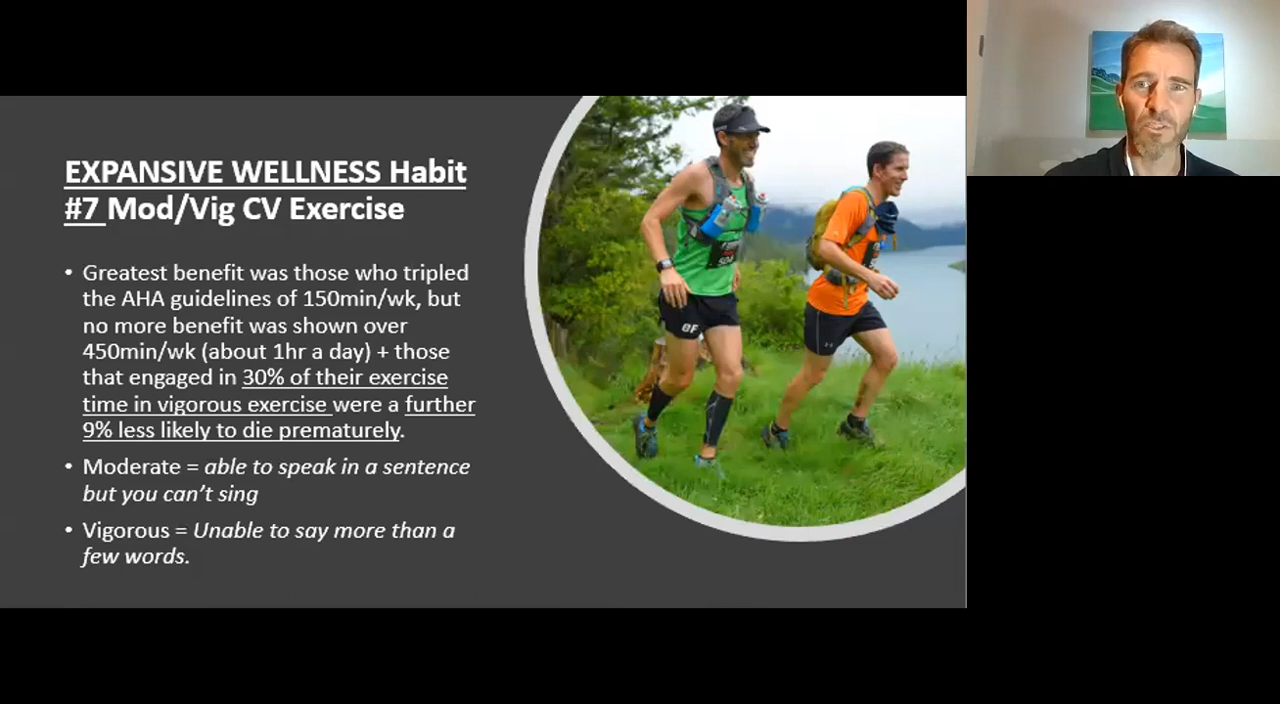 EXPANSIVE WELLNESS Habit
#7 Mod/Vig CV Exercise
• Greatest benefit was those who tripled
the AHA guidelines of 150min/wk, but
no more benefit was shown over
450min/wk (about 1hr a day) + those
that engaged in 30% of their exercise
time in vigorous exercise were a further
9% less likely to die prematurely.
• Moderate = able to speak in a sentence
but you can't sing
• Vigorous = Unable to say more than a
few words.